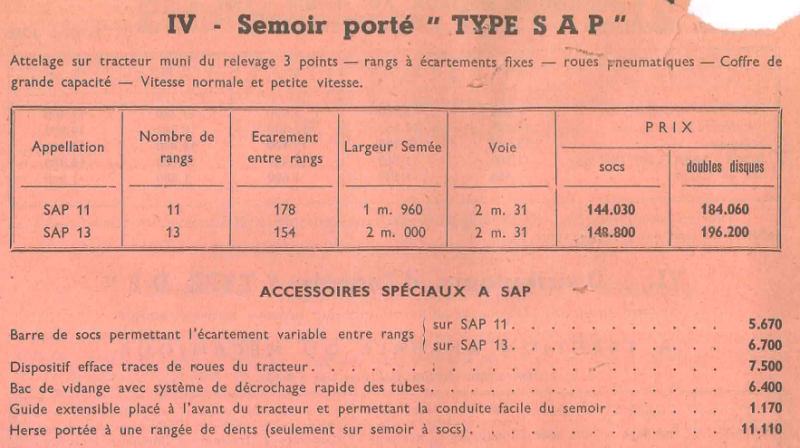 IV - Semoir porté " TYPE S A P "
Attelage sur tracteur muni du relevage 3 points — rangs à écartements fixes — roues pneumatiques — Coffre de
grande capacité — Vitesse normale et petite vitesse.
Appellation Nombre de rangs Ecarement entre rangs Largeur Semée Voie PRIX
socs doubles disques
SAP 11 11 178 1 m. 960 2 m. 31 144.030 184.060
SAP 13 13 154 2 m. 000 2 m. 31 148.800 196.200
ACCESSOIRES SPÉCIAUX A SAP
Barre de socs permettant l'écartement variable entre rangs { sur SAP 11. . . . . . . . . . . . 5.670
sur SAP 13. . . . . . . . . . . . 6.700
Dispositif efface traces de roues du tracteur. . . . . . . . . . . . . . . . . . . . . . 7.500
Bac de vidange avec système de décrochage rapide des tubes . . . . . . . . . . . . . . . 6.400
Guide extensible placé à l'avant du tracteur et permettant la conduite facile du semoir . . . . . . . 1.170
Herse portée à une rangée de dents (seulement sur semoir à socs). . . . . . . . . . . . . . 11.110